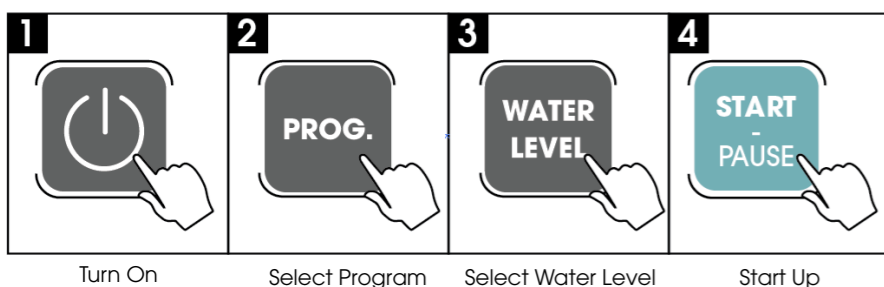 1
2
3
4
PROG.
WATER
LEVEL
START
-
PAUSE
Turn On
Select Program
Select Water Level
Start Up